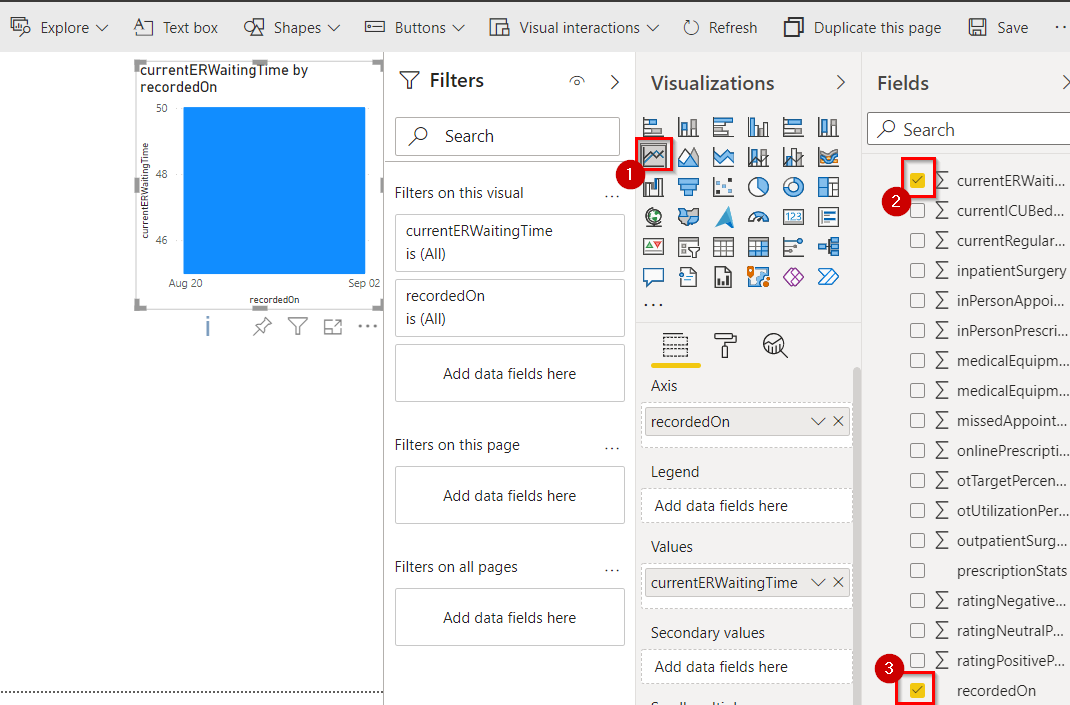 Explore
Text box
Shapes
Buttons
Visual interactions
Refresh
Duplicate this page
Save
...
currentERWaitingTime by
recordedOn
50
48
46
currentERWaitingTime
Aug 20
Sep 02
recordedOn
i
...
Filters
Search
Filters on this visual
...
currentERWaitingTime
is (All)
recordedOn
is (All)
Add data fields here
Filters on this page
...
Add data fields here
Filters on all pages
...
Add data fields here
Visualizations
1
123
...
Axis
recordedOn
Legend
Add data fields here
Values
currentERWaitingTime
Secondary values
Add data fields here
Fields
Search
2
∑ currentERWaiti...
∑ currentICUBed...
∑ currentRegular...
∑ inpatientSurgery
∑ inPersonAppoi...
∑ inPersonPrescri...
∑ medicalEquipm...
∑ medicalEquipm...
∑ missedAppoint...
∑ onlinePrescripti...
∑ otTargetPercen...
∑ otUtilizationPer...
∑ outpatientSurg...
prescriptionStats
∑ ratingNegative...
∑ ratingNeutralP...
∑ ratingPositiveP...
3
recordedOn